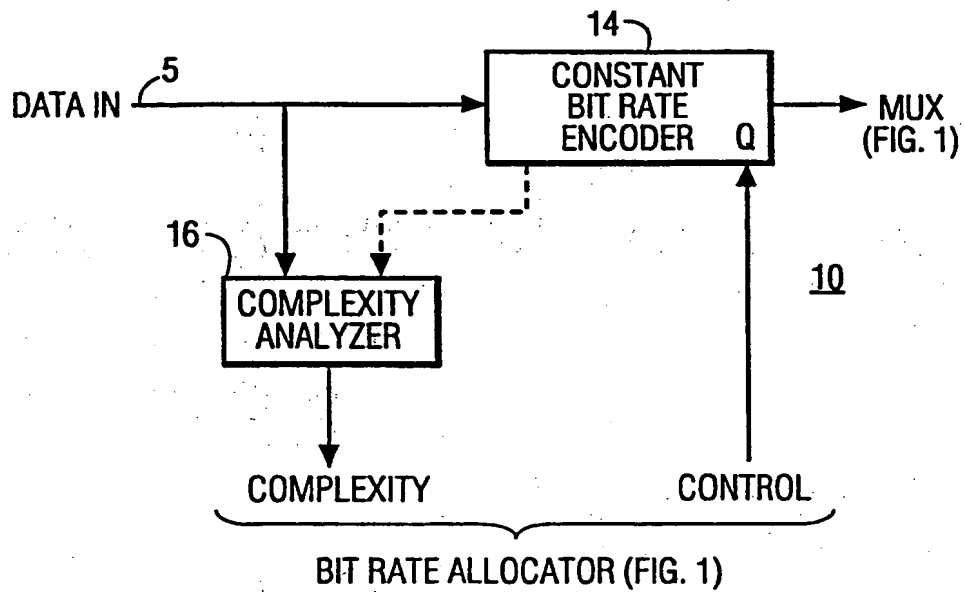 14
5
DATA IN
CONSTANT
BIT RATE
ENCODER Q
MUX
(FIG. 1)
16
COMPLEXITY
ANALYZER
10
COMPLEXITY
CONTROL
BIT RATE ALLOCATOR (FIG. 1)